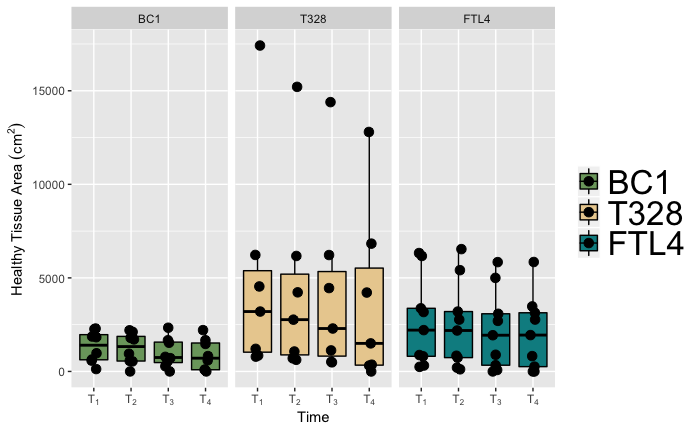 BC1 T328 FTL4
Healthy Tissue Area (cm²)
15000
10000
5000
0
T₁ T₂ T₃ T₄ T₁ T₂ T₃ T₄ T₁ T₂ T₃ T₄
Time
BC1
T328
FTL4